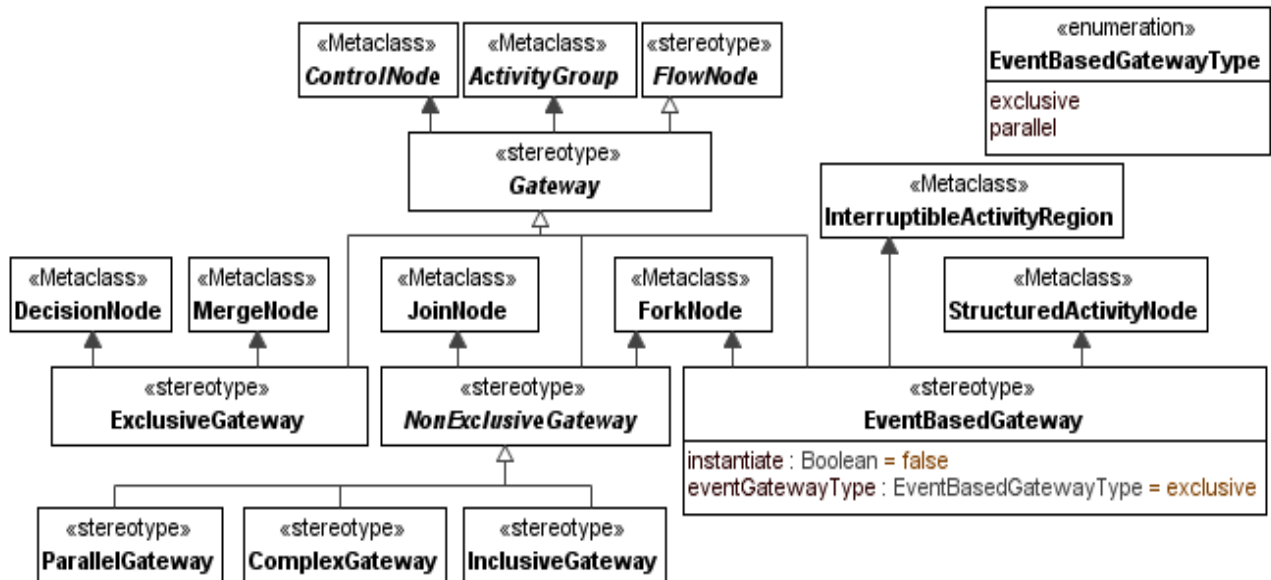 «Metaclass»
ControlNode
«Metaclass»
ActivityGroup
«stereotype»
FlowNode
«enumeration»
EventBasedGatewayType
exclusive
parallel
«stereotype»
Gateway
«Metaclass»
InterruptibleActivityRegion
«Metaclass»
DecisionNode
«Metaclass»
MergeNode
«Metaclass»
JoinNode
«Metaclass»
ForkNode
«Metaclass»
StructuredActivityNode
«stereotype»
ExclusiveGateway
«stereotype»
NonExclusiveGateway
«stereotype»
EventBasedGateway
instantiate : Boolean = false
eventGatewayType : EventBasedGatewayType = exclusive
«stereotype»
ParallelGateway
«stereotype»
ComplexGateway
«stereotype»
InclusiveGateway